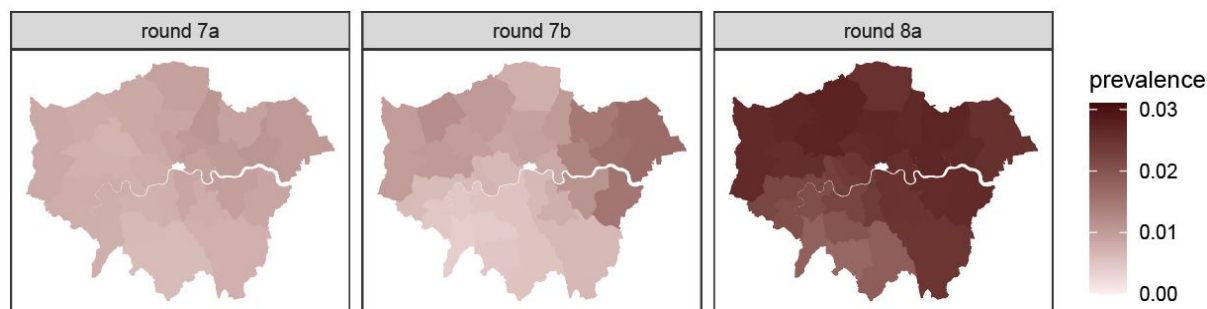 round 7a
round 7b
round 8a
prevalence
0.03
0.02
0.01
0.00